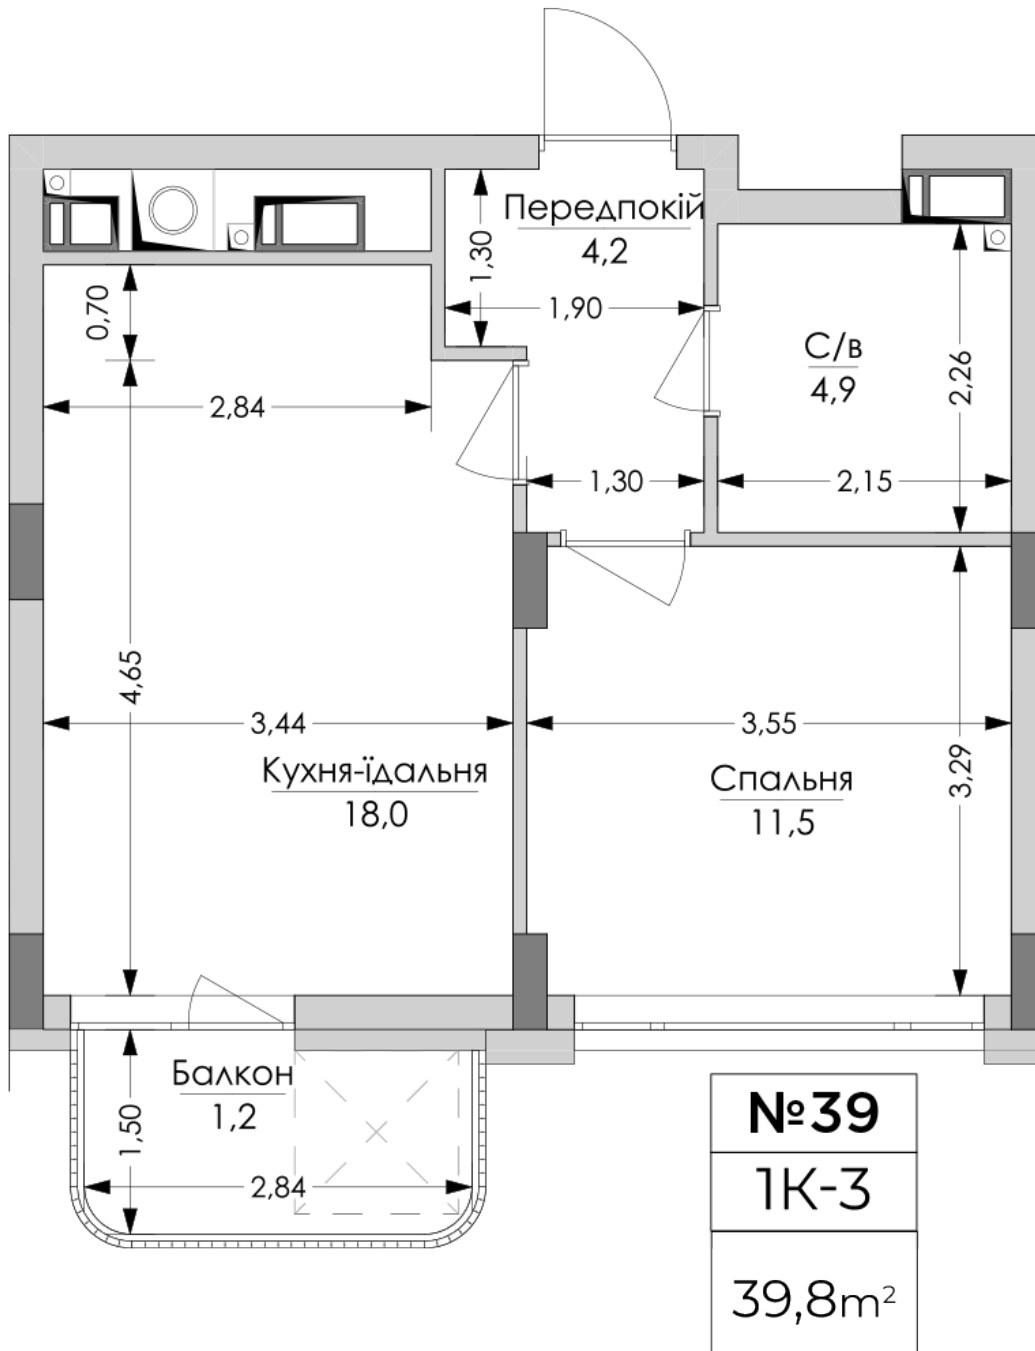 Передпокій
4,2
1,30
1,90
0,70
2,84
С/в
4,9
2,26
1,30
2,15
4,65
3,44
3,55
3,29
Кухня-їдальня
18,0
Спальня
11,5
Балкон
1,2
1,50
2,84
№39
1К-3
39,8m²